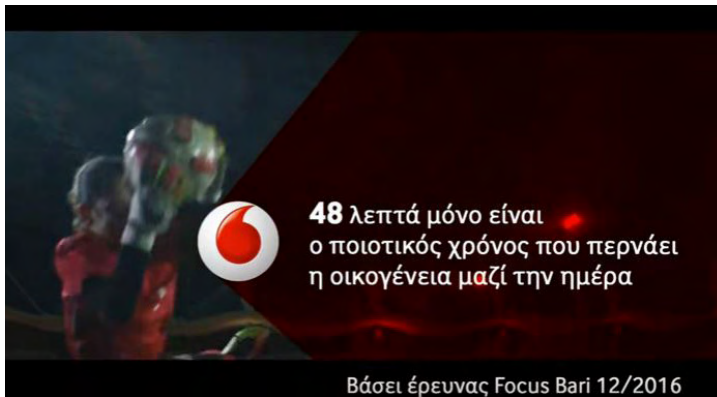 48 λεπτά μόνο είναι
ο ποιοτικός χρόνος που περνάει
η οικογένεια μαζί την ημέρα
Βάσει έρευνας Focus Bari 12/2016